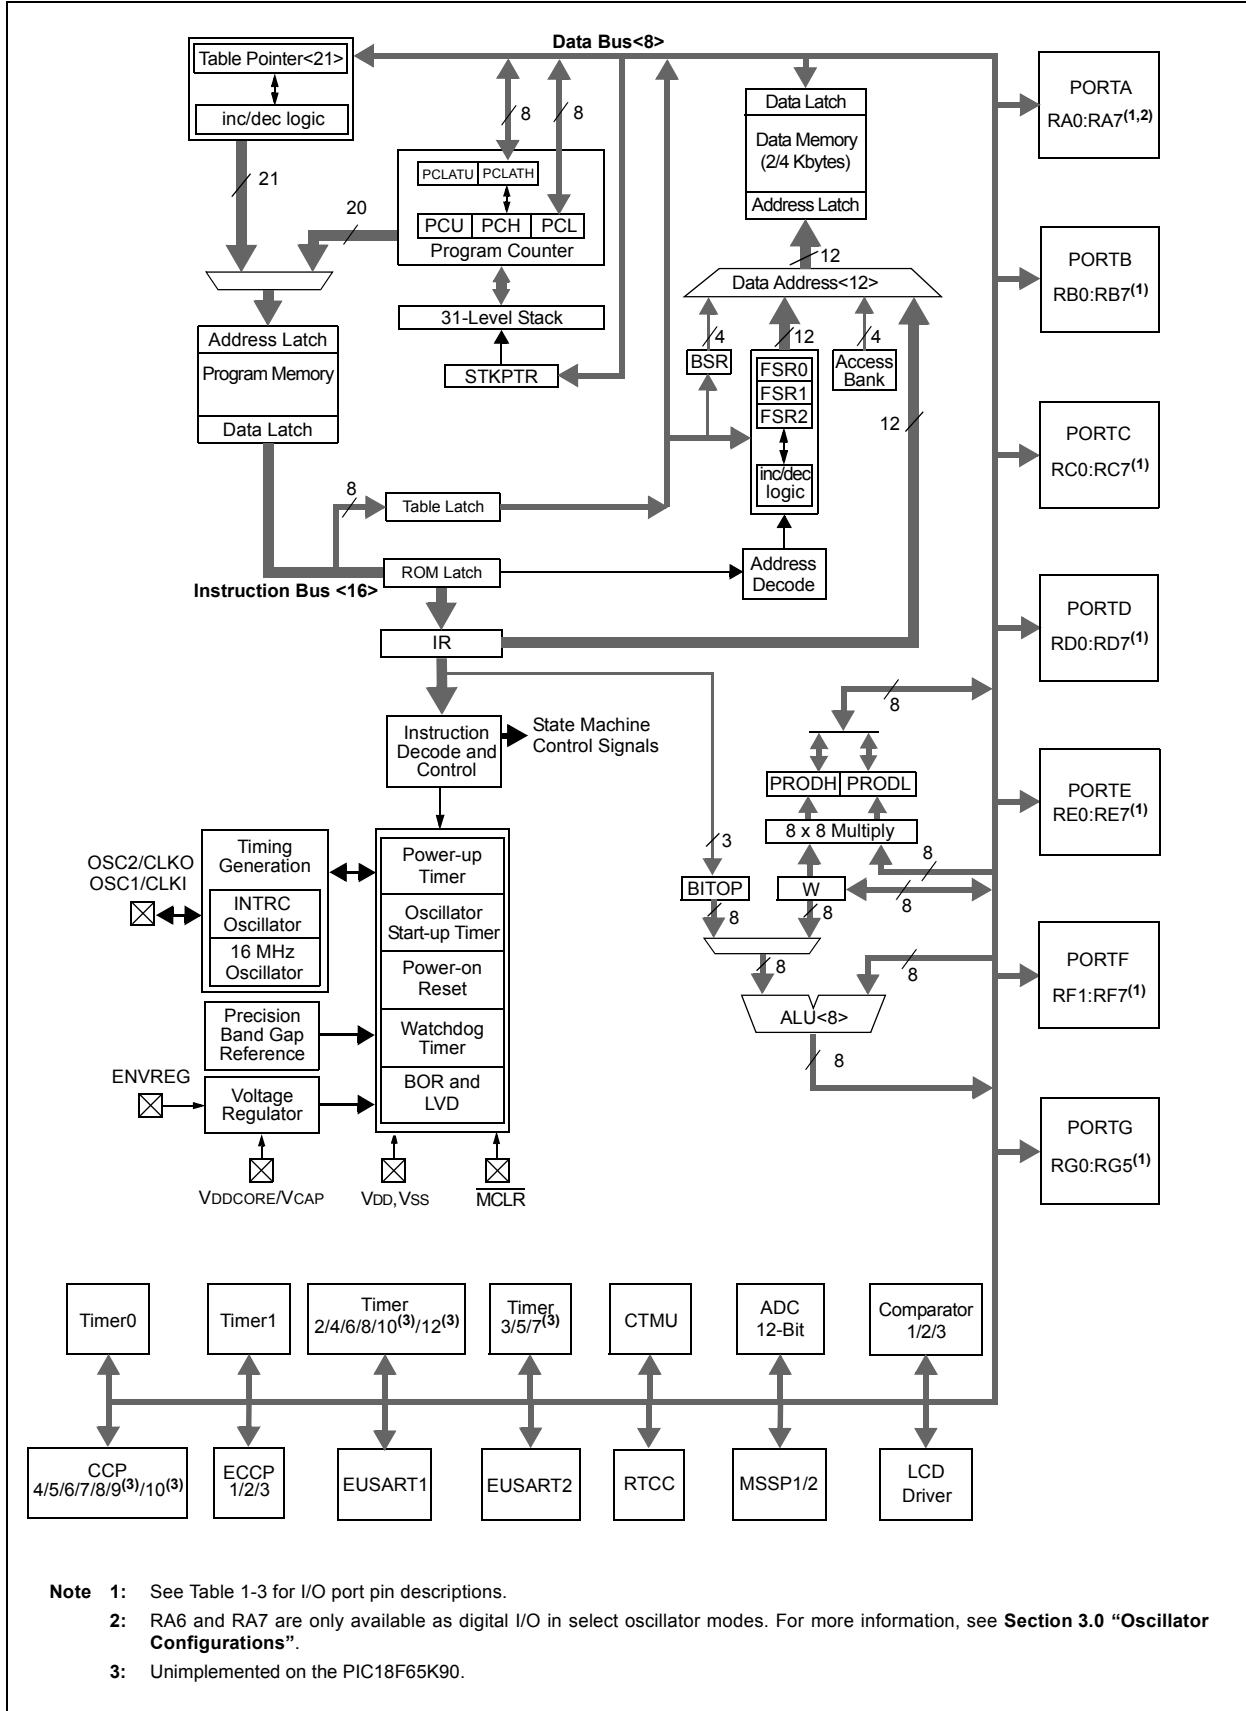 Data Bus<8>
Table Pointer<21>
inc/dec logic
21
20
8
8
PCLATU PCLATH
PCU PCH PCL
Program Counter
31-Level Stack
STKPTR
Address Latch
Program Memory
Data Latch
8
Table Latch
ROM Latch
Instruction Bus <16>
IR
Data Latch
Data Memory
(2/4 Kbytes)
Address Latch
12
Data Address<12>
4
12
4
BSR
FSR0
FSR1
FSR2
inc/dec
logic
Access
Bank
12
Address
Decode
Instruction
Decode and
Control
State Machine
Control Signals
8
PRODH PRODL
8 x 8 Multiply
3
8
BITOP
W
8
8
8
8
8
ALU<8>
8
OSC2/CLKO
OSC1/CLKI
Timing
Generation
INTRC
Oscillator
16 MHz
Oscillator
Precision
Band Gap
Reference
ENVREG
Voltage
Regulator
Power-up
Timer
Oscillator
Start-up Timer
Power-on
Reset
Watchdog
Timer
BOR and
LVD
VDDCORE/VCAP
VDD, VSS
MCLR
PORTA
RA0:RA7(1,2)
PORTB
RB0:RB7(1)
PORTC
RC0:RC7(1)
PORTD
RD0:RD7(1)
PORTE
RE0:RE7(1)
PORTF
RF1:RF7(1)
PORTG
RG0:RG5(1)
Timer0
Timer1
Timer
2/4/6/8/10(3)/12(3)
Timer
3/5/7(3)
CTMU
ADC
12-Bit
Comparator
1/2/3
CCP
4/5/6/7/8/9(3)/10(3)
ECCP
1/2/3
EUSART1
EUSART2
RTCC
MSSP1/2
LCD
Driver
Note 1: See Table 1-3 for I/O port pin descriptions.
2: RA6 and RA7 are only available as digital I/O in select oscillator modes. For more information, see Section 3.0 “Oscillator
Configurations”.
3: Unimplemented on the PIC18F65K90.